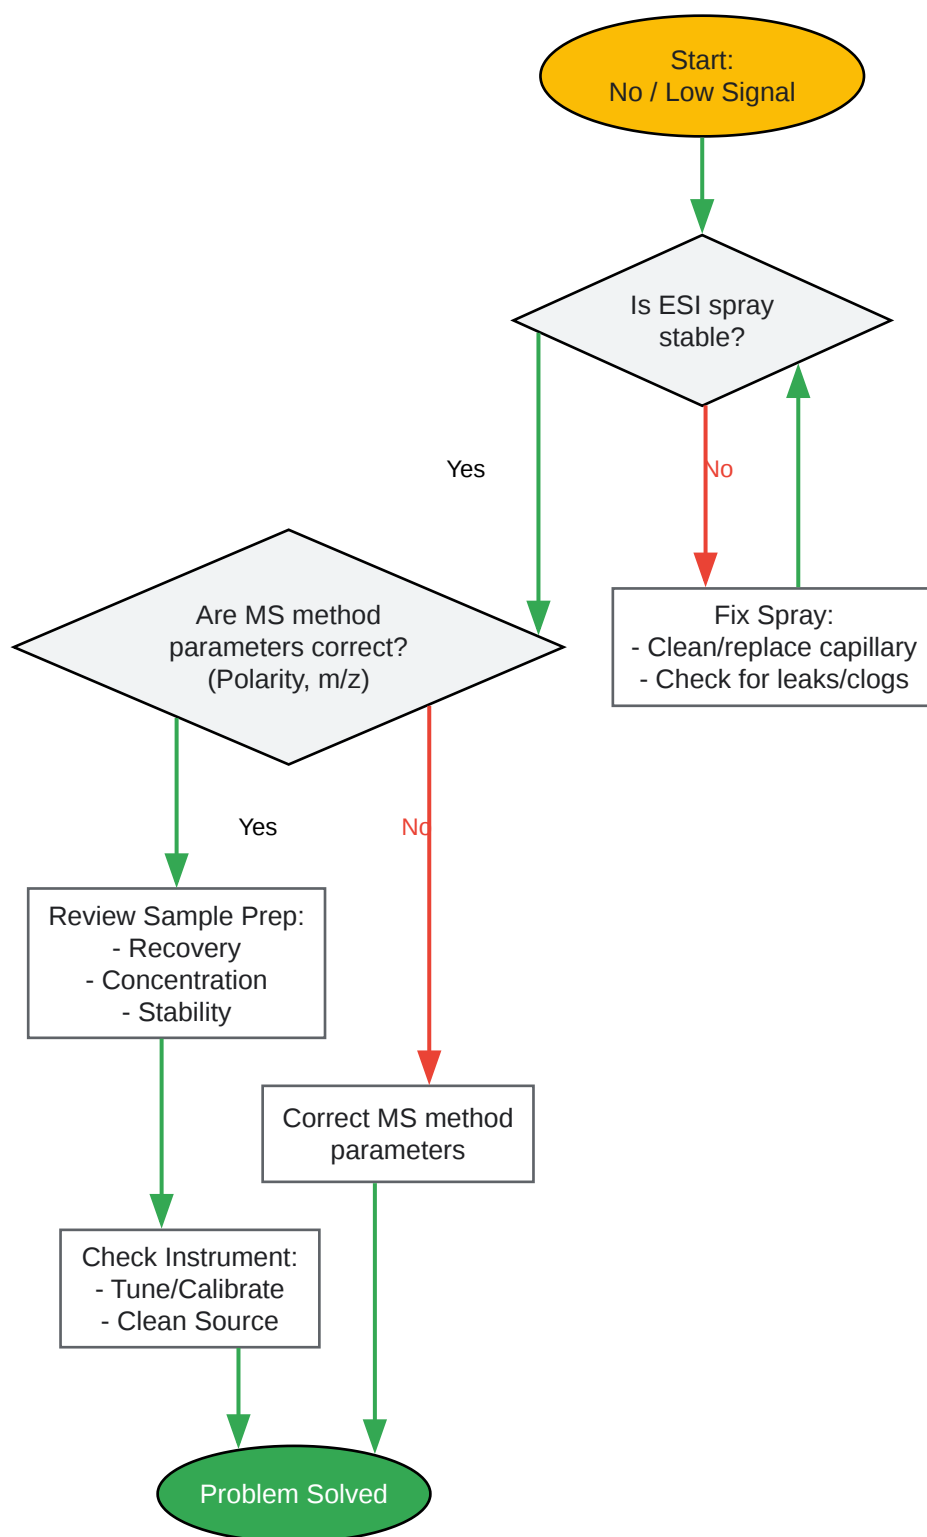 Start:
No / Low Signal
Is ESI spray
stable?
Yes
No
Are MS method
parameters correct?
(Polarity, m/z)
Fix Spray:
- Clean/replace capillary
- Check for leaks/clogs
Yes
No
Review Sample Prep:
- Recovery
- Concentration
- Stability
Correct MS method
parameters
Check Instrument:
- Tune/Calibrate
- Clean Source
Problem Solved